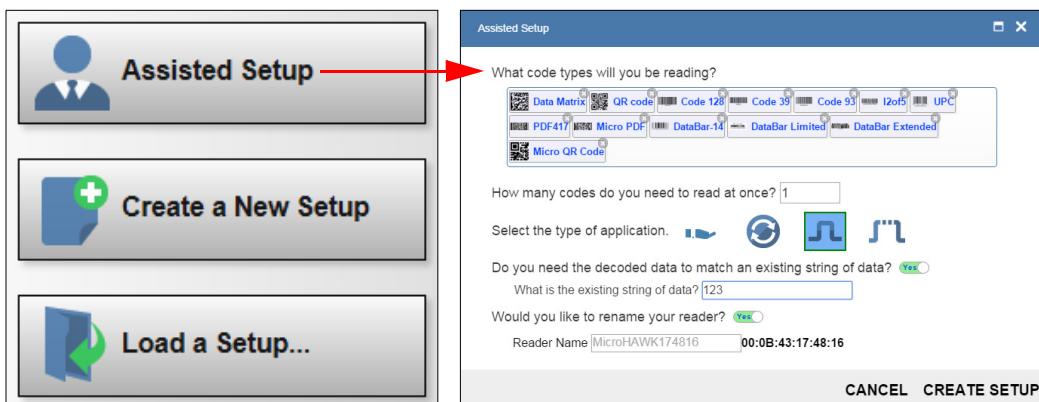 Assisted Setup
Create a New Setup
Load a Setup...
Assisted Setup
What code types will you be reading?
Data Matrix QR code Code 128 Code 39 Code 93 I2of5 UPC
PDF417 Micro PDF DataBar-14 DataBar Limited DataBar Extended
Micro QR Code
How many codes do you need to read at once? 1
Select the type of application.
Do you need the decoded data to match an existing string of data? Yes
What is the existing string of data? 123
Would you like to rename your reader? Yes
Reader Name MicroHAWK174816 00:0B:43:17:48:16
CANCEL CREATE SETUP